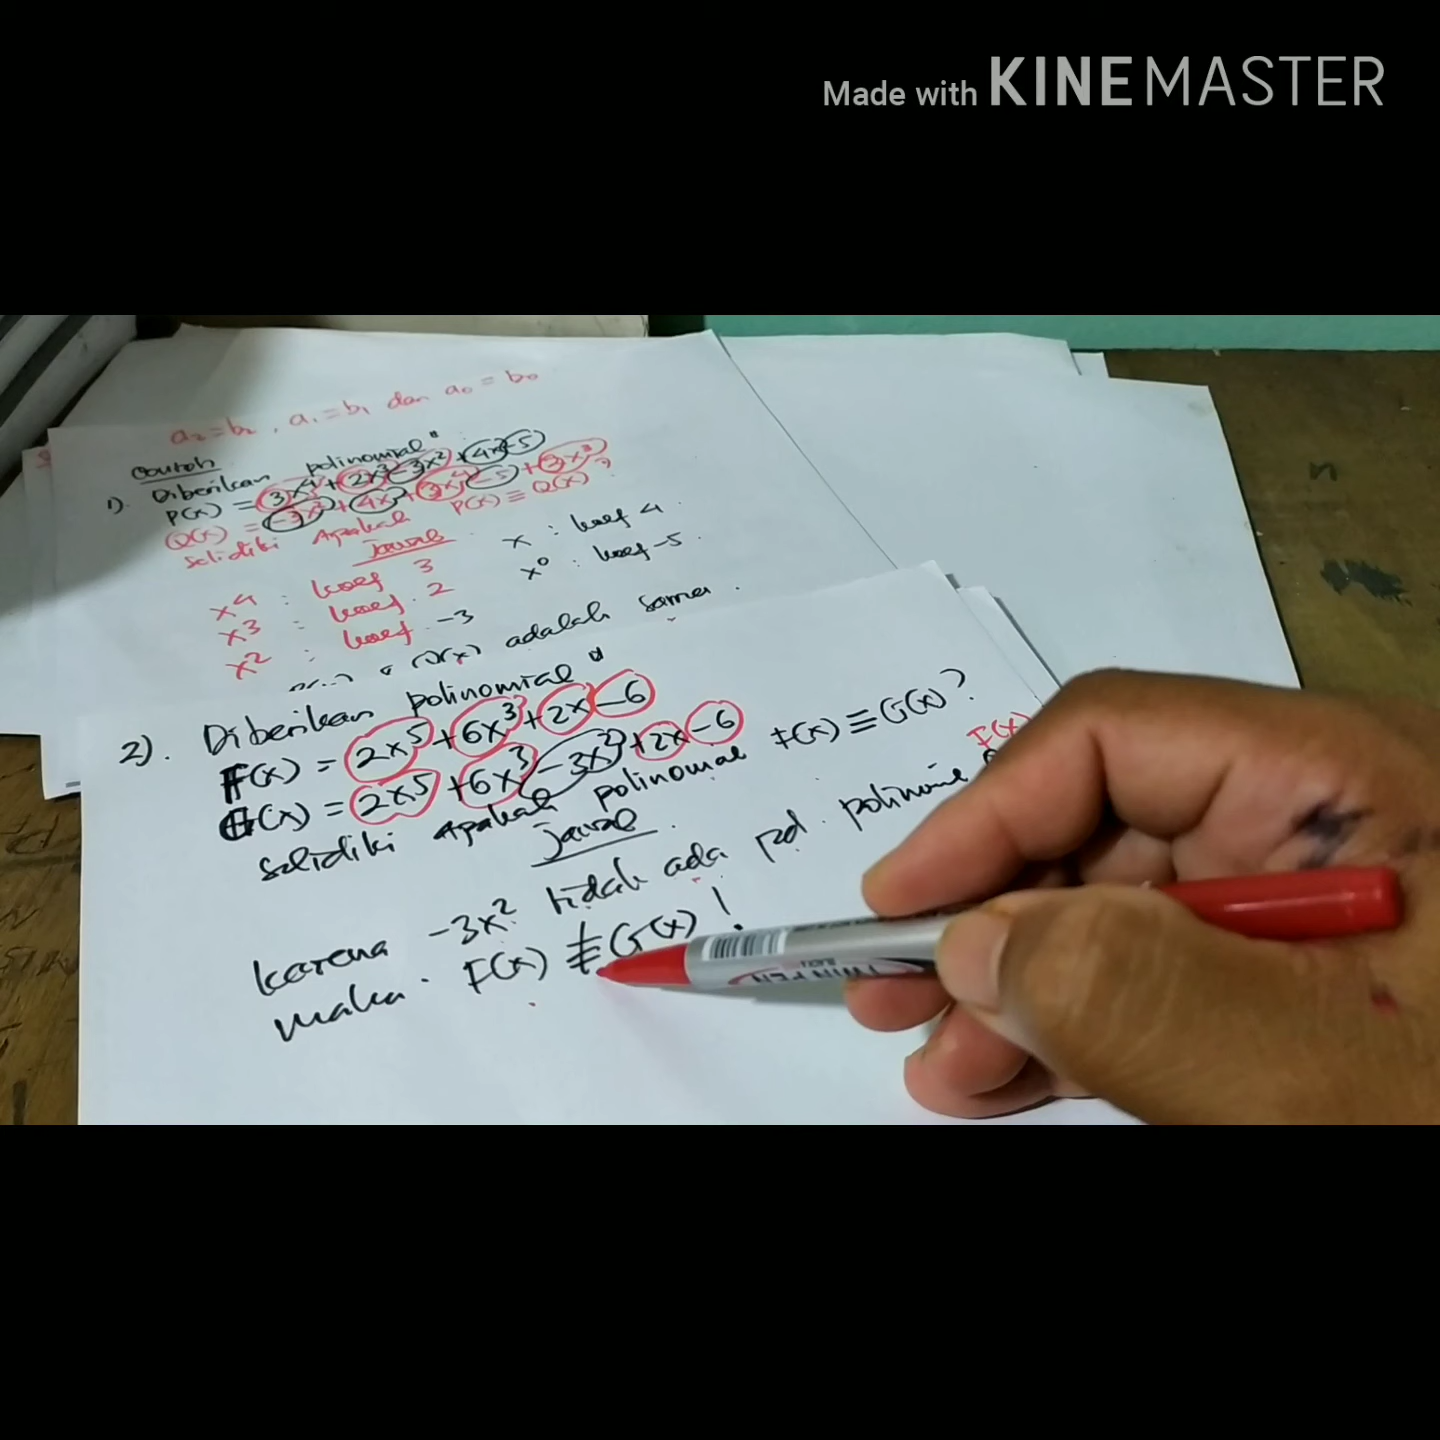 Made with KINEMASTER
a₂=b₂, a₁=b₁ dan a₀=b₀
Contoh
1). Diberikan polinomial"
P(x) = 3x⁴+2x³-3x²+4x-5
Q(x) = -3x²+4x+3x⁴-5+2x³
Selidiki Apakah P(x)≡Q(x)?
jawab
x⁴ : koef 3
x³ : koef. 2
x² : koef. -3
x : koef 4.
x⁰ : koef -5.
Q(x) adalah sama.
2). Diberikan polinomial"
F(x) = 2x⁵+6x³+2x-6
G(x) = 2x⁵+6x³-3x²+2x-6
Selidiki Apakah polinomial F(x)≡G(x)?
jawab.
F(x)
karena -3x² tidak ada pd. polinom
maka. F(x) ≢ G(x) !
TWIN PEN